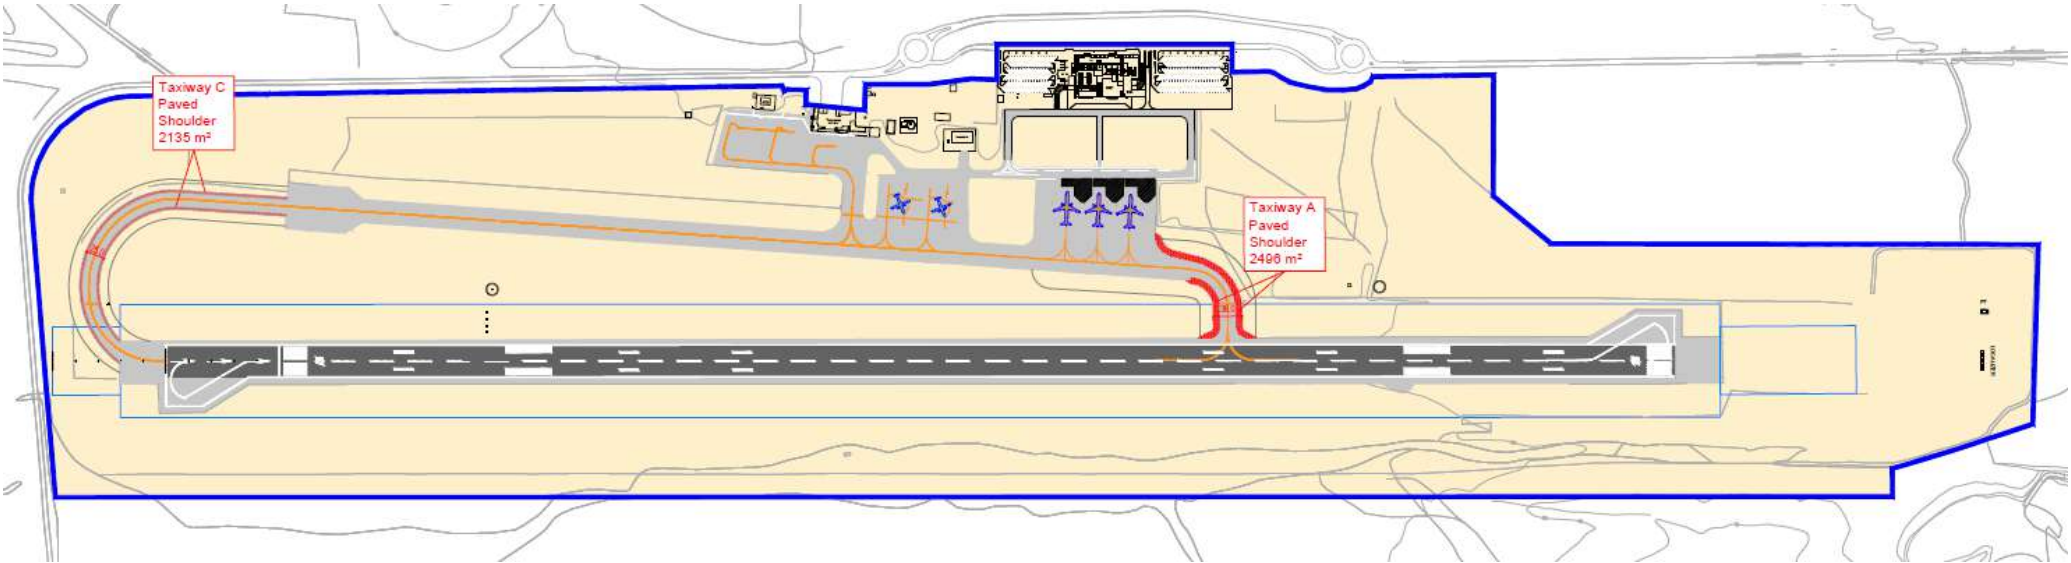 Taxiway C
Paved
Shoulder
2135 m²
Taxiway A
Paved
Shoulder
2496 m²